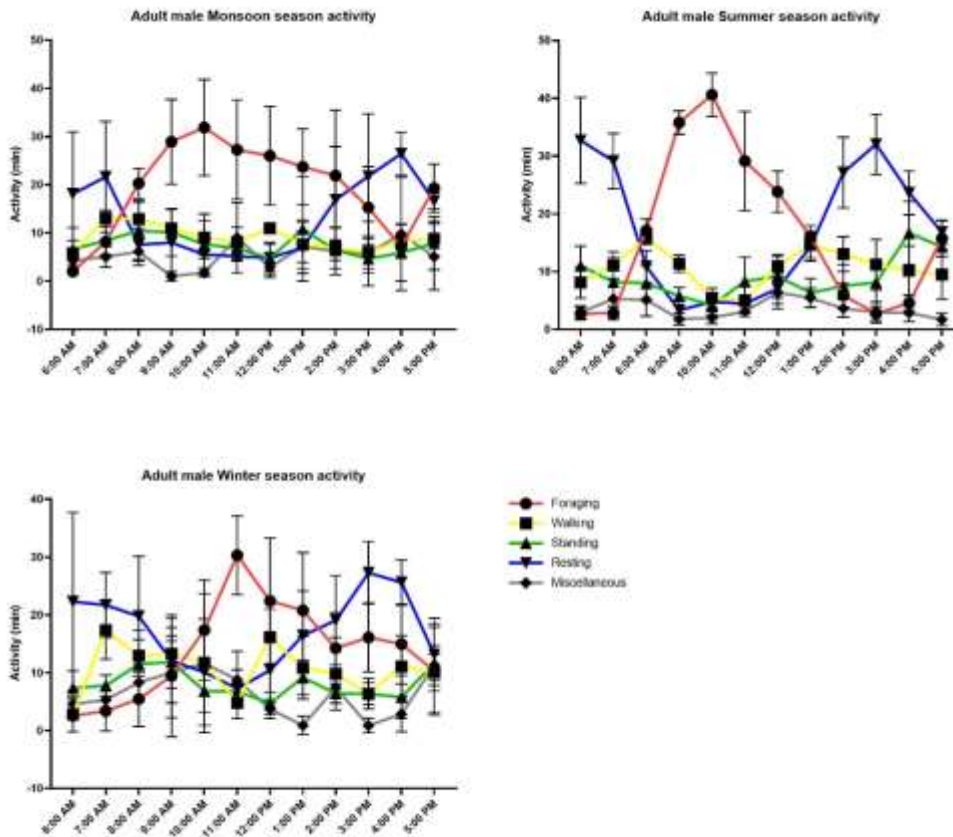 Adult male Monsoon season activity
50
40
30
20
10
0
-10
Activity (min)
6:00 AM
7:00 AM
8:00 AM
9:00 AM
10:00 AM
11:00 AM
12:00 PM
1:00 PM
2:00 PM
3:00 PM
4:00 PM
5:00 PM
Adult male Summer season activity
50
40
30
20
10
0
Activity (min)
6:00 AM
7:00 AM
8:00 AM
9:00 AM
10:00 AM
11:00 AM
12:00 PM
1:00 PM
2:00 PM
3:00 PM
4:00 PM
5:00 PM
Adult male Winter season activity
40
30
20
10
0
-10
Activity (min)
6:00 AM
7:00 AM
8:00 AM
9:00 AM
10:00 AM
11:00 AM
12:00 PM
1:00 PM
2:00 PM
3:00 PM
4:00 PM
5:00 PM
Foraging
Walking
Standing
Resting
Miscellaneous